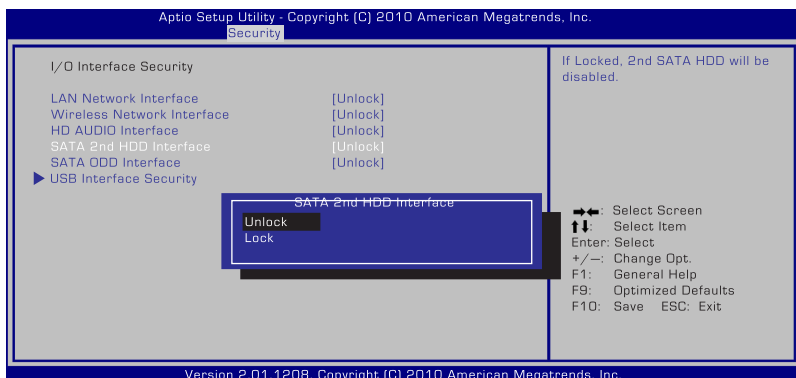 Aptio Setup Utility - Copyright (C) 2010 American Megatrends, Inc.
Security
I/O Interface Security
LAN Network Interface [Unlock]
Wireless Network Interface [Unlock]
HD AUDIO Interface [Unlock]
SATA 2nd HDD Interface [Unlock]
SATA ODD Interface [Unlock]
USB Interface Security
SATA 2nd HDD Interface
Unlock
Lock
If Locked, 2nd SATA HDD will be
disabled.
→←: Select Screen
↑↓: Select Item
Enter: Select
+/—: Change Opt.
F1: General Help
F9: Optimized Defaults
F10: Save ESC: Exit
Version 2.01.1208. Copyright (C) 2010 American Megatrends, Inc.